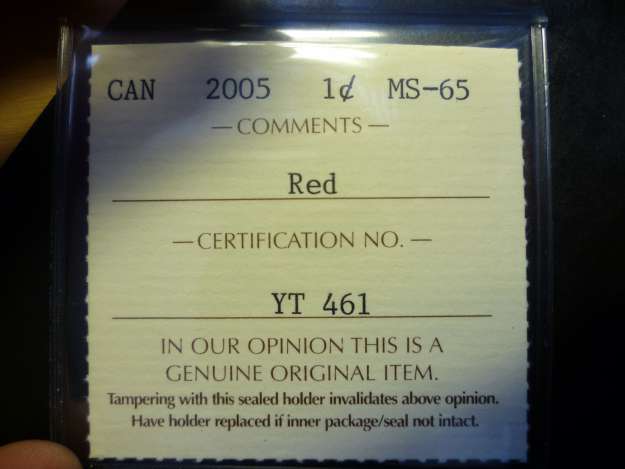 CAN 2005 1¢ MS-65
— COMMENTS —
Red
— CERTIFICATION NO. —
YT 461
IN OUR OPINION THIS IS A
GENUINE ORIGINAL ITEM.
Tampering with this sealed holder invalidates above opinion.
Have holder replaced if inner package/seal not intact.